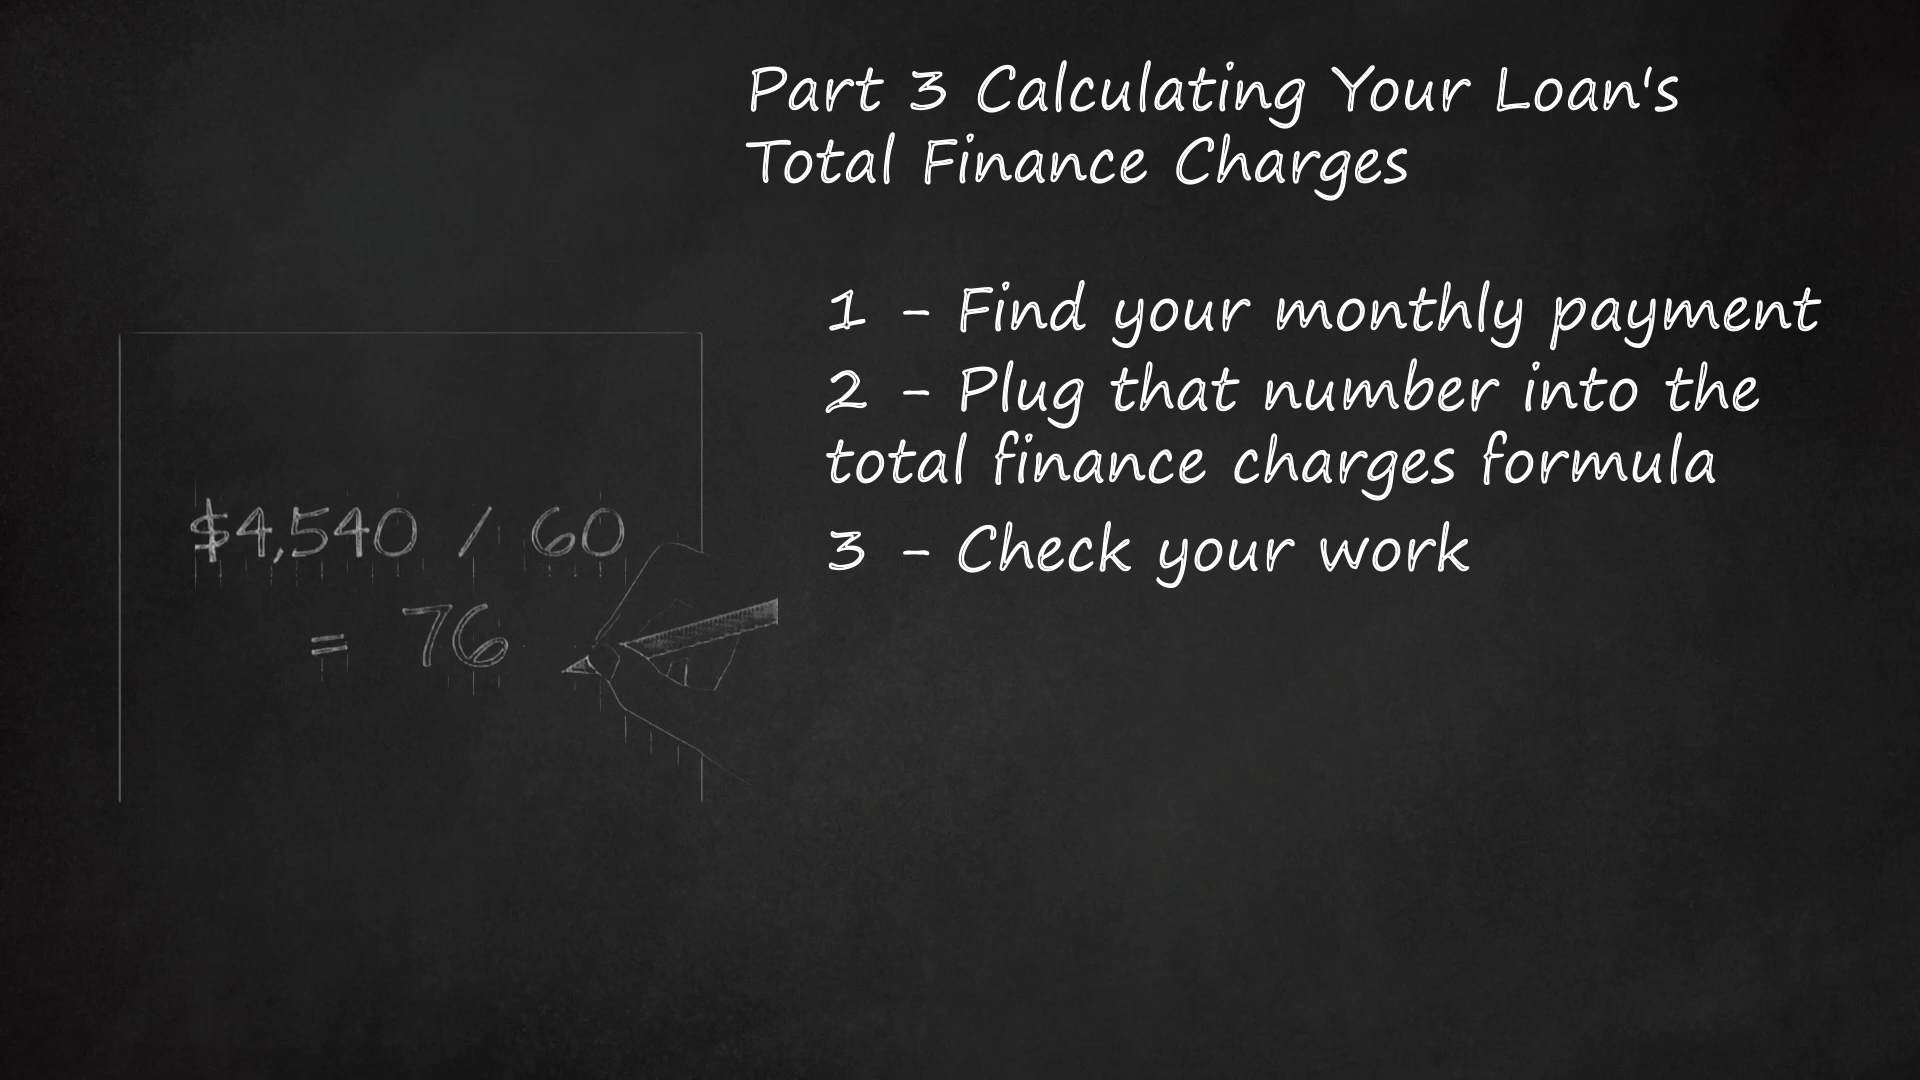 Part 3 Calculating Your Loan's
Total Finance Charges
1 - Find your monthly payment
2 - Plug that number into the
total finance charges formula
3 - Check your work
$4,540 / 60
= 76